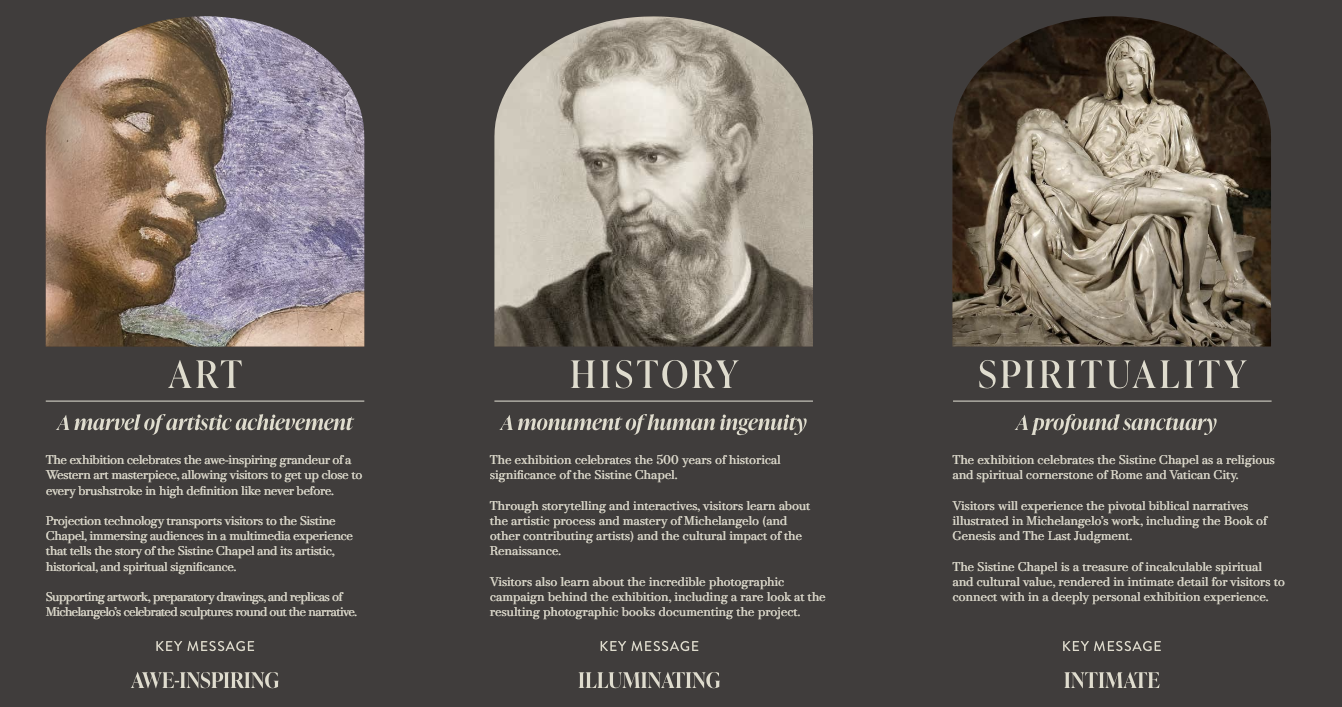 ART
A marvel of artistic achievement
The exhibition celebrates the awe-inspiring grandeur of a
Western art masterpiece, allowing visitors to get up close to
every brushstroke in high definition like never before.
Projection technology transports visitors to the Sistine
Chapel, immersing audiences in a multimedia experience
that tells the story of the Sistine Chapel and its artistic,
historical, and spiritual significance.
Supporting artwork, preparatory drawings, and replicas of
Michelangelo's celebrated sculptures round out the narrative.
KEY MESSAGE
AWE-INSPIRING
HISTORY
A monument of human ingenuity
The exhibition celebrates the 500 years of historical
significance of the Sistine Chapel.
Through storytelling and interactives, visitors learn about
the artistic process and mastery of Michelangelo (and
other contributing artists) and the cultural impact of the
Renaissance.
Visitors also learn about the incredible photographic
campaign behind the exhibition, including a rare look at the
resulting photographic books documenting the project.
KEY MESSAGE
ILLUMINATING
SPIRITUALITY
A profound sanctuary
The exhibition celebrates the Sistine Chapel as a religious
and spiritual cornerstone of Rome and Vatican City.
Visitors will experience the pivotal biblical narratives
illustrated in Michelangelo's work, including the Book of
Genesis and The Last Judgment.
The Sistine Chapel is a treasure of incalculable spiritual
and cultural value, rendered in intimate detail for visitors to
connect with in a deeply personal exhibition experience.
KEY MESSAGE
INTIMATE